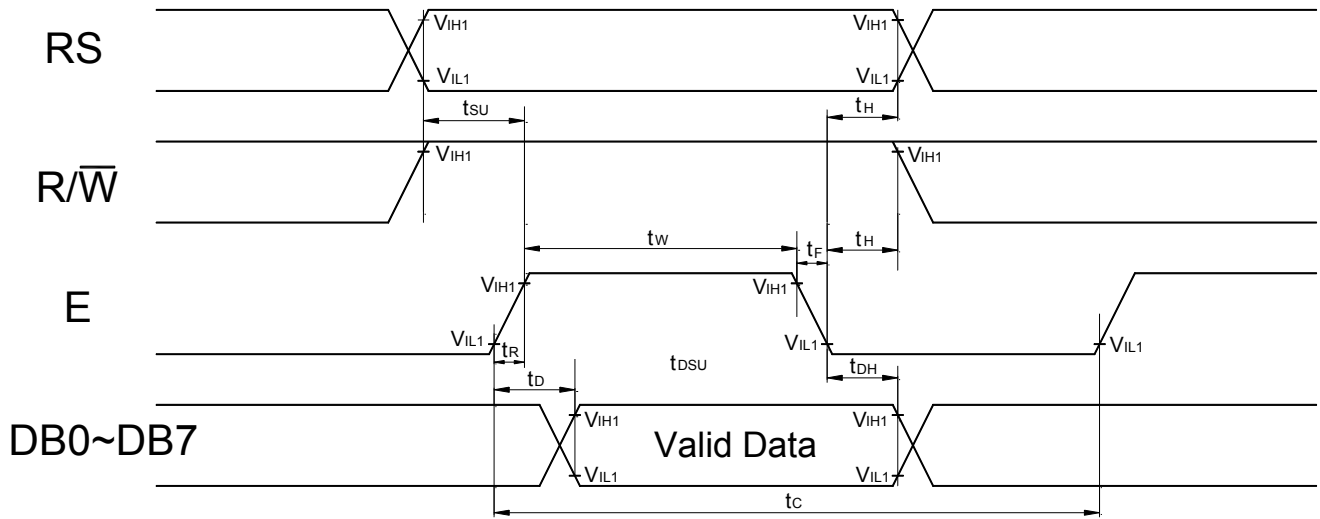 RS
VIH1
VIL1
VIH1
VIL1
tSU
tH
R/W̅
VIH1
VIH1
tW
tF
tH
E
VIH1
VIL1
VIH1
VIL1
VIL1
tR
tD
tDSU
tDH
DB0~DB7
VIH1
VIL1
Valid Data
VIH1
VIL1
tC